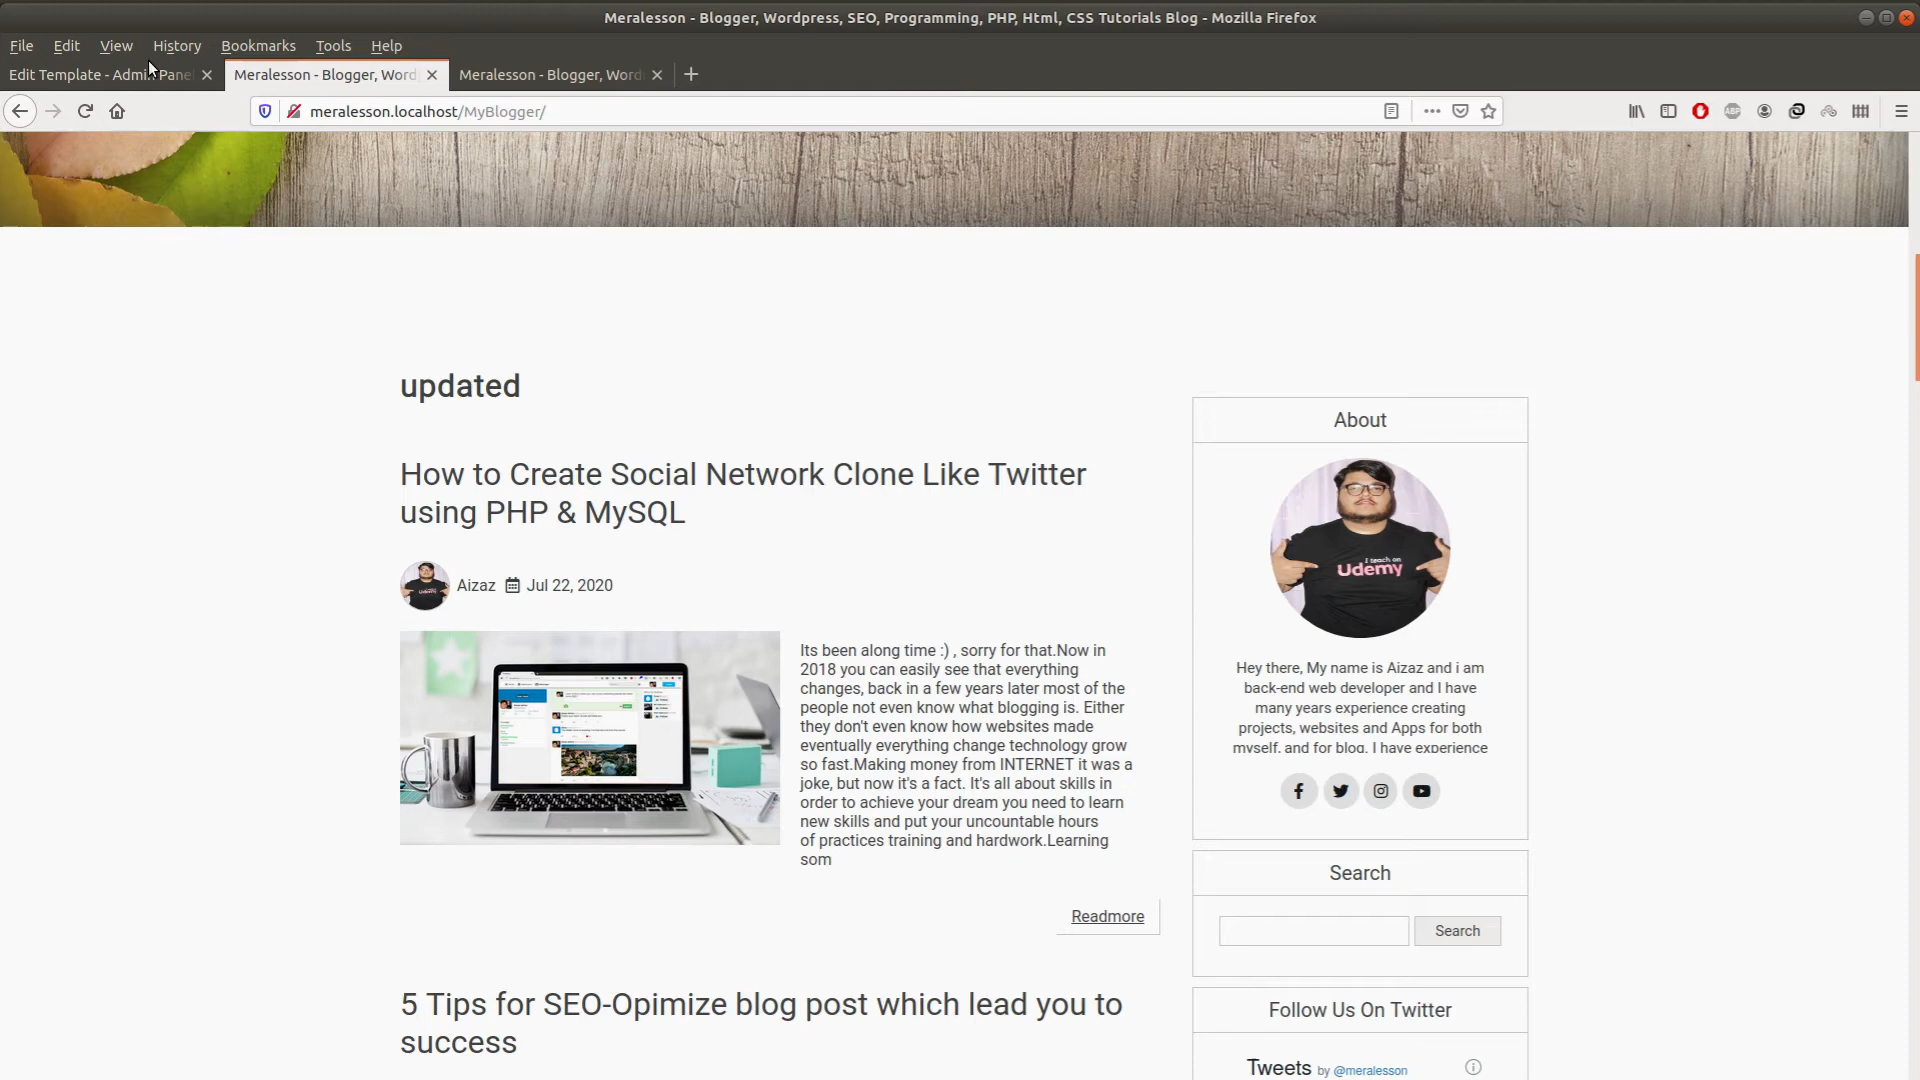 Meralesson - Blogger, Wordpress, SEO, Programming, PHP, Html, CSS Tutorials Blog - Mozilla Firefox
File Edit View History Bookmarks Tools Help
Edit Template - Admin Panel
Meralesson - Blogger, Word
Meralesson - Blogger, Word
meralesson.localhost/MyBlogger/
updated
How to Create Social Network Clone Like Twitter
using PHP & MySQL
Aizaz Jul 22, 2020
Its been along time :) , sorry for that.Now in
2018 you can easily see that everything
changes, back in a few years later most of the
people not even know what blogging is. Either
they don't even know how websites made
eventually everything change technology grow
so fast.Making money from INTERNET it was a
joke, but now it's a fact. It's all about skills in
order to achieve your dream you need to learn
new skills and put your uncountable hours
of practices training and hardwork.Learning
som
Readmore
5 Tips for SEO-Opimize blog post which lead you to
success
About
I teach on
Udemy
Hey there, My name is Aizaz and i am
back-end web developer and I have
many years experience creating
projects, websites and Apps for both
myself, and for blog. I have experience
Search
Search
Follow Us On Twitter
Tweets by @meralesson